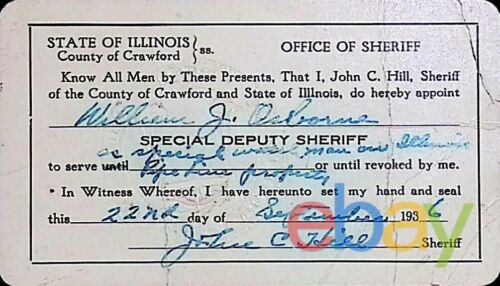 STATE OF ILLINOIS } ss. OFFICE OF SHERIFF
County of Crawford
Know All Men by These Presents, That I, John C. Hill, Sheriff
of the County of Crawford and State of Illinois, do hereby appoint
William J. Osborne
SPECIAL DEPUTY SHERIFF
as special watchman on Illinois
to serve until Pipe line property or until revoked by me.
In Witness Whereof, I have hereunto set my hand and seal
this 22nd day of September 1936
John C. Hill Sheriff
ebay